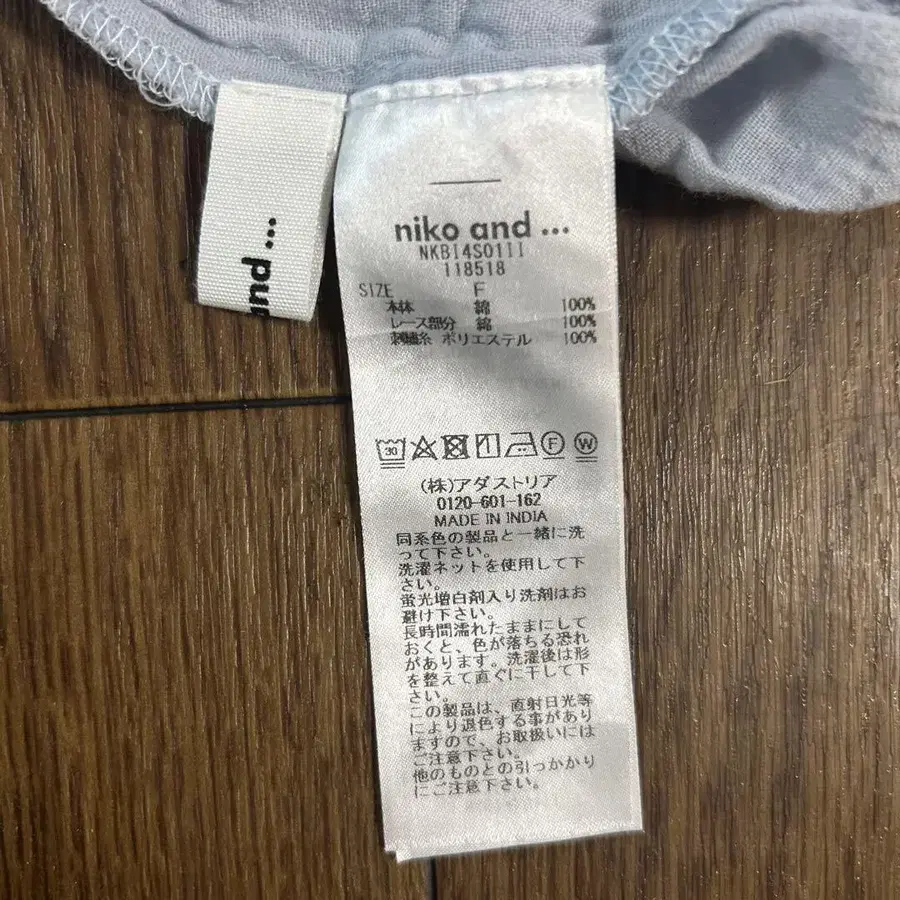 and ...
niko and ...
NKBI4S01II
118518
SIZE F
本体 綿 100%
レース部分 綿 100%
刺繍糸 ポリエステル 100%
30
F
W
(株)アダストリア
0120-601-162
MADE IN INDIA
同系色の製品と一緒に洗
って下さい。
洗濯ネットを使用して下
さい。
蛍光増白剤入り洗剤はお
避け下さい。
長時間濡れたままにして
おくと、色が落ちる恐れ
があります。洗濯後は形
を整えて直ぐに干して下
さい。
この製品は、直射日光等
により退色する事があり
ますので、お取扱いには
ご注意下さい。
他のものとの引っかかり
にご注意下さい。